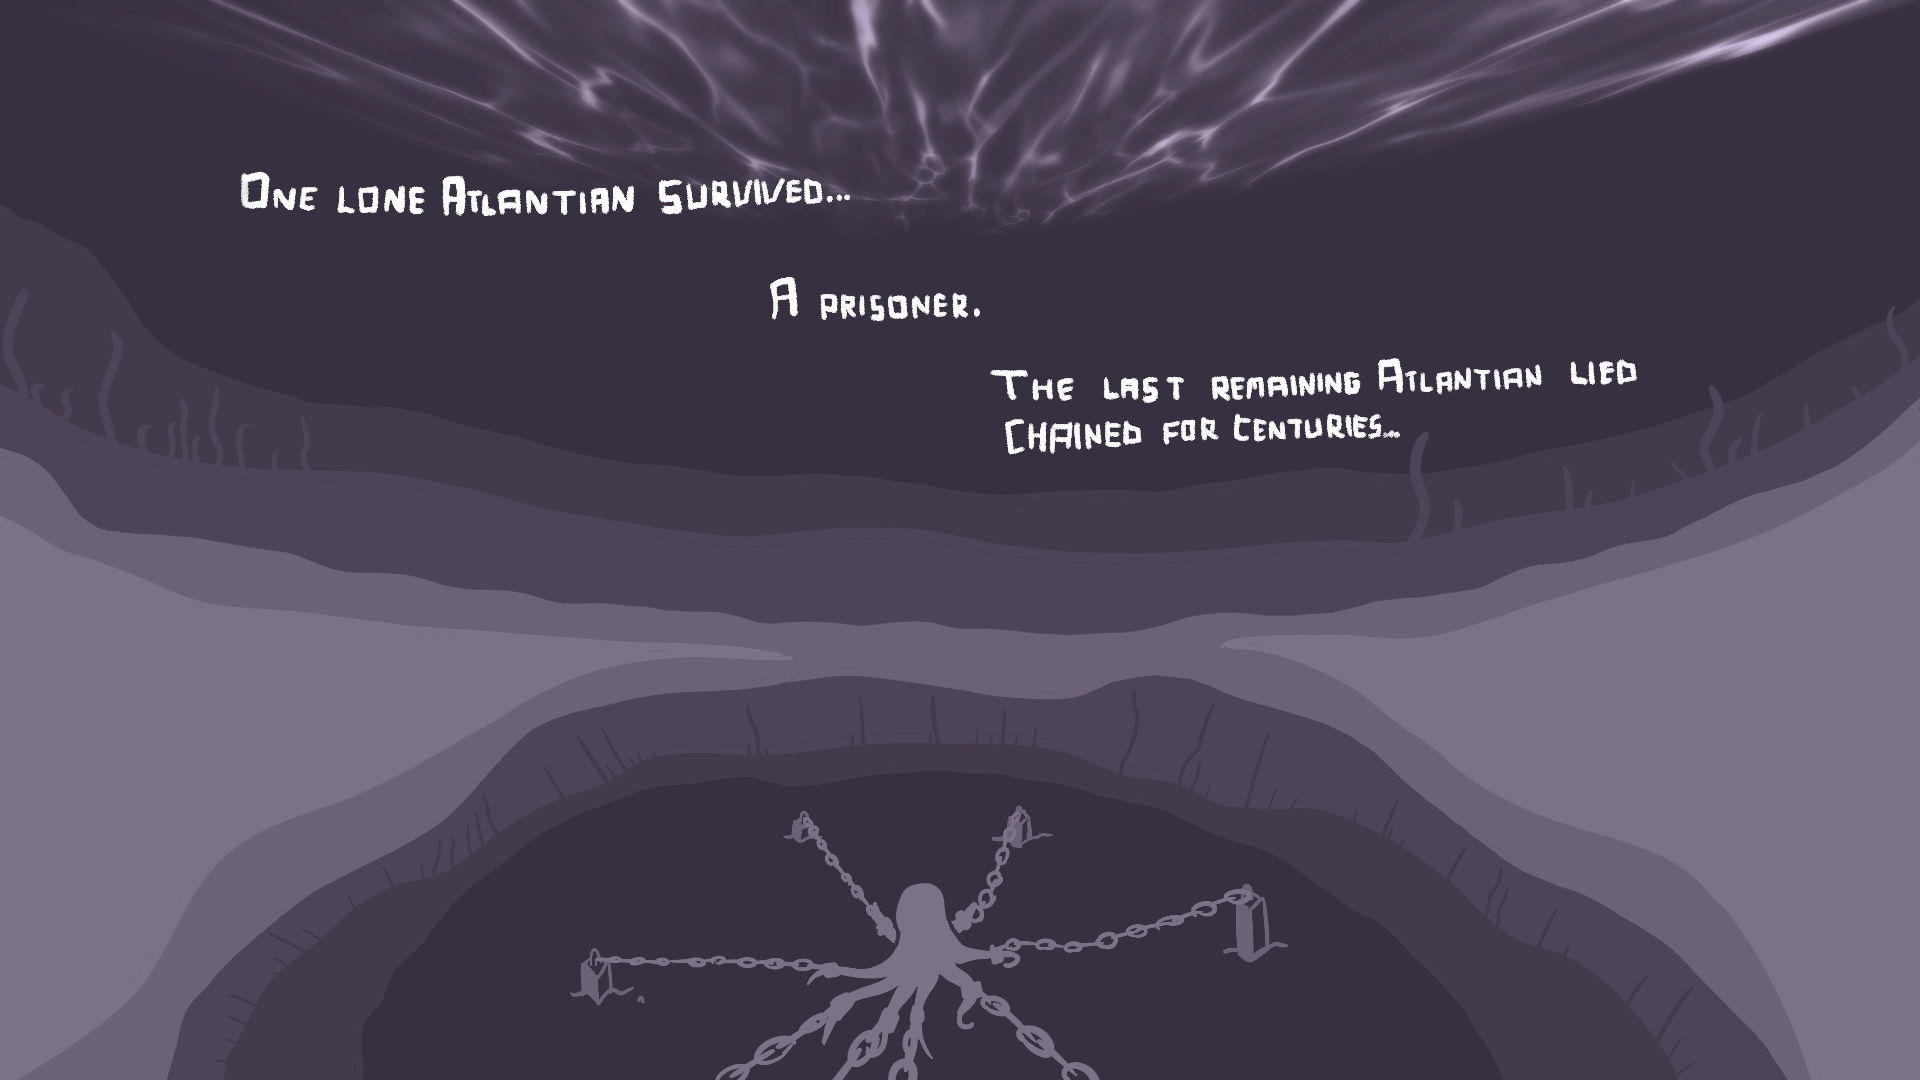 One lone Atlantian survived...
A prisoner.
The last remaining Atlantian lied
chained for centuries...